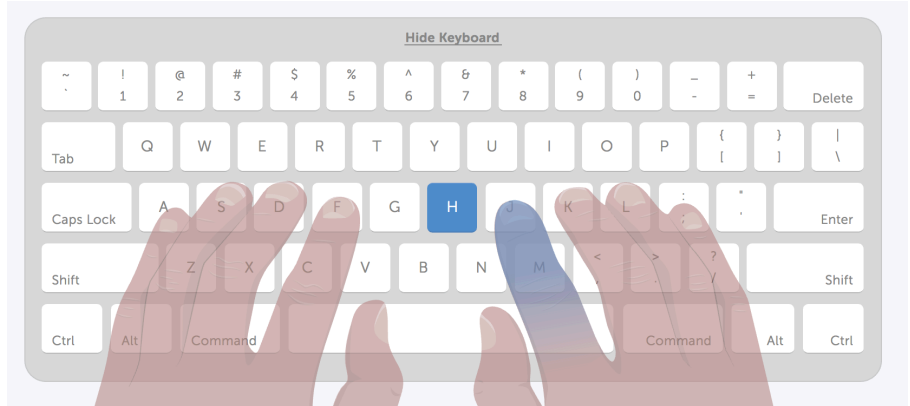 Hide Keyboard
~ ! @ # $ % ^ & * ( ) _ +
` 1 2 3 4 5 6 7 8 9 0 - = Delete
Tab Q W E R T Y U I O P { [ } ] | \
Caps Lock A S D F G H J K L : ; " ' Enter
Shift Z X C V B N M < , > . ? / Shift
Ctrl Alt Command Command Alt Ctrl